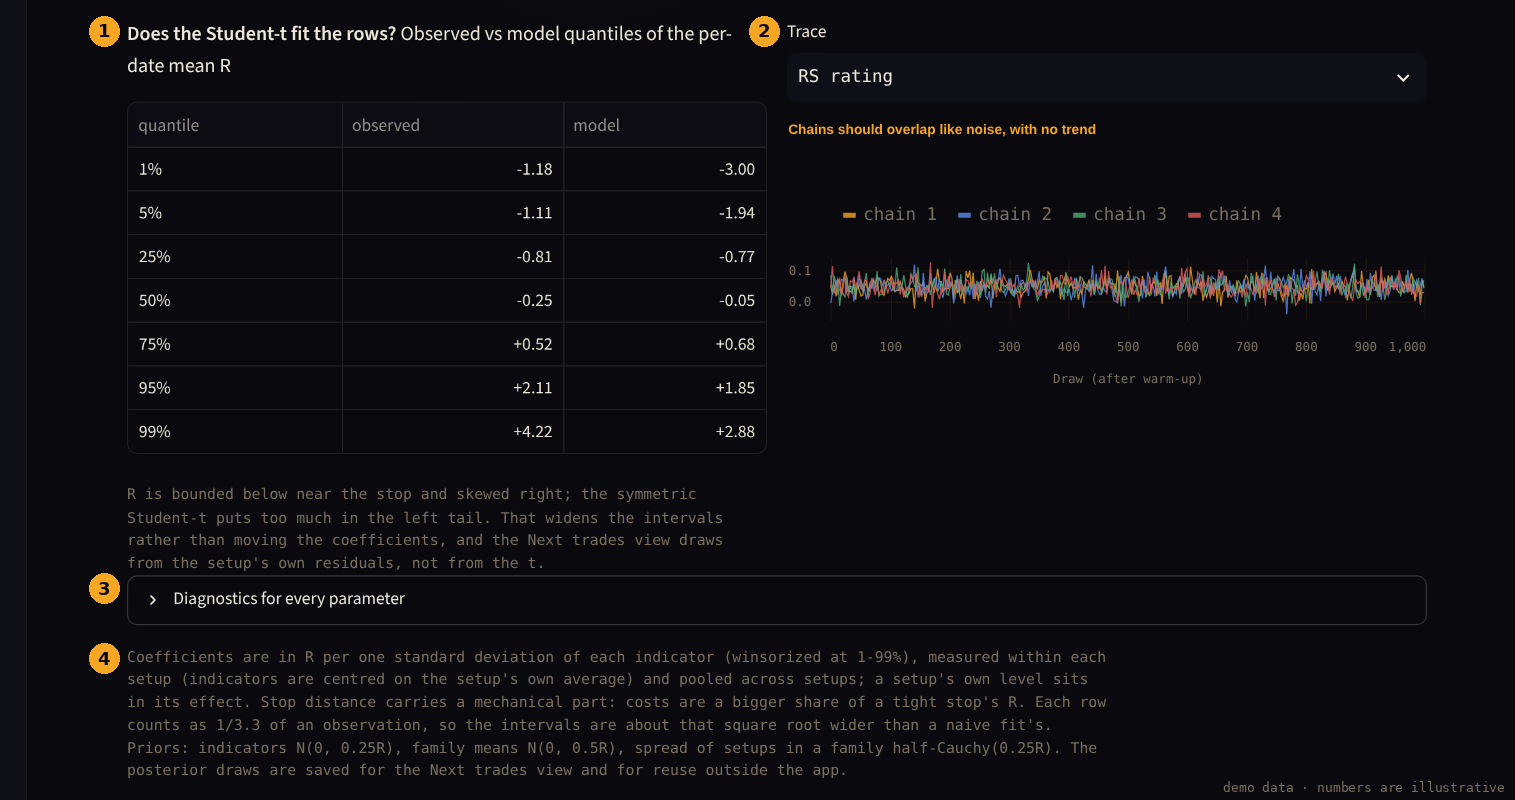 1 Does the Student-t fit the rows? Observed vs model quantiles of the per-
date mean R
quantile observed model
1% -1.18 -3.00
5% -1.11 -1.94
25% -0.81 -0.77
50% -0.25 -0.05
75% +0.52 +0.68
95% +2.11 +1.85
99% +4.22 +2.88
R is bounded below near the stop and skewed right; the symmetric
Student-t puts too much in the left tail. That widens the intervals
rather than moving the coefficients, and the Next trades view draws
from the setup's own residuals, not from the t.
2 Trace
RS rating
Chains should overlap like noise, with no trend
chain 1 chain 2 chain 3 chain 4
0.1
0.0
0 100 200 300 400 500 600 700 800 900 1,000
Draw (after warm-up)
3 Diagnostics for every parameter
4 Coefficients are in R per one standard deviation of each indicator (winsorized at 1-99%), measured within each
setup (indicators are centred on the setup's own average) and pooled across setups; a setup's own level sits
in its effect. Stop distance carries a mechanical part: costs are a bigger share of a tight stop's R. Each row
counts as 1/3.3 of an observation, so the intervals are about that square root wider than a naive fit's.
Priors: indicators N(0, 0.25R), family means N(0, 0.5R), spread of setups in a family half-Cauchy(0.25R). The
posterior draws are saved for the Next trades view and for reuse outside the app.
demo data · numbers are illustrative